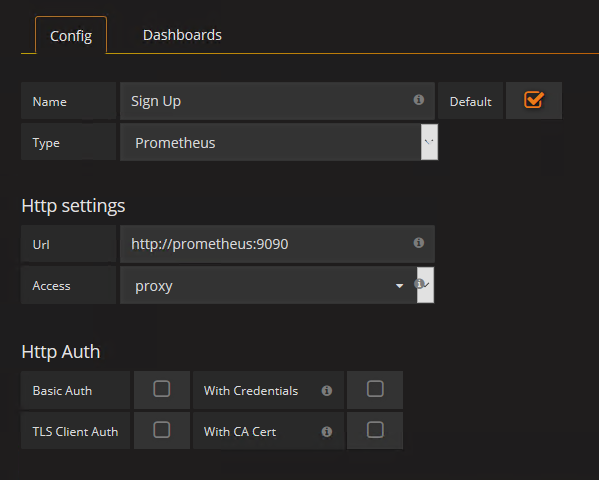 Config Dashboards
Name Sign Up Default
Type Prometheus
Http settings
Url http://prometheus:9090
Access proxy
Http Auth
Basic Auth With Credentials
TLS Client Auth With CA Cert